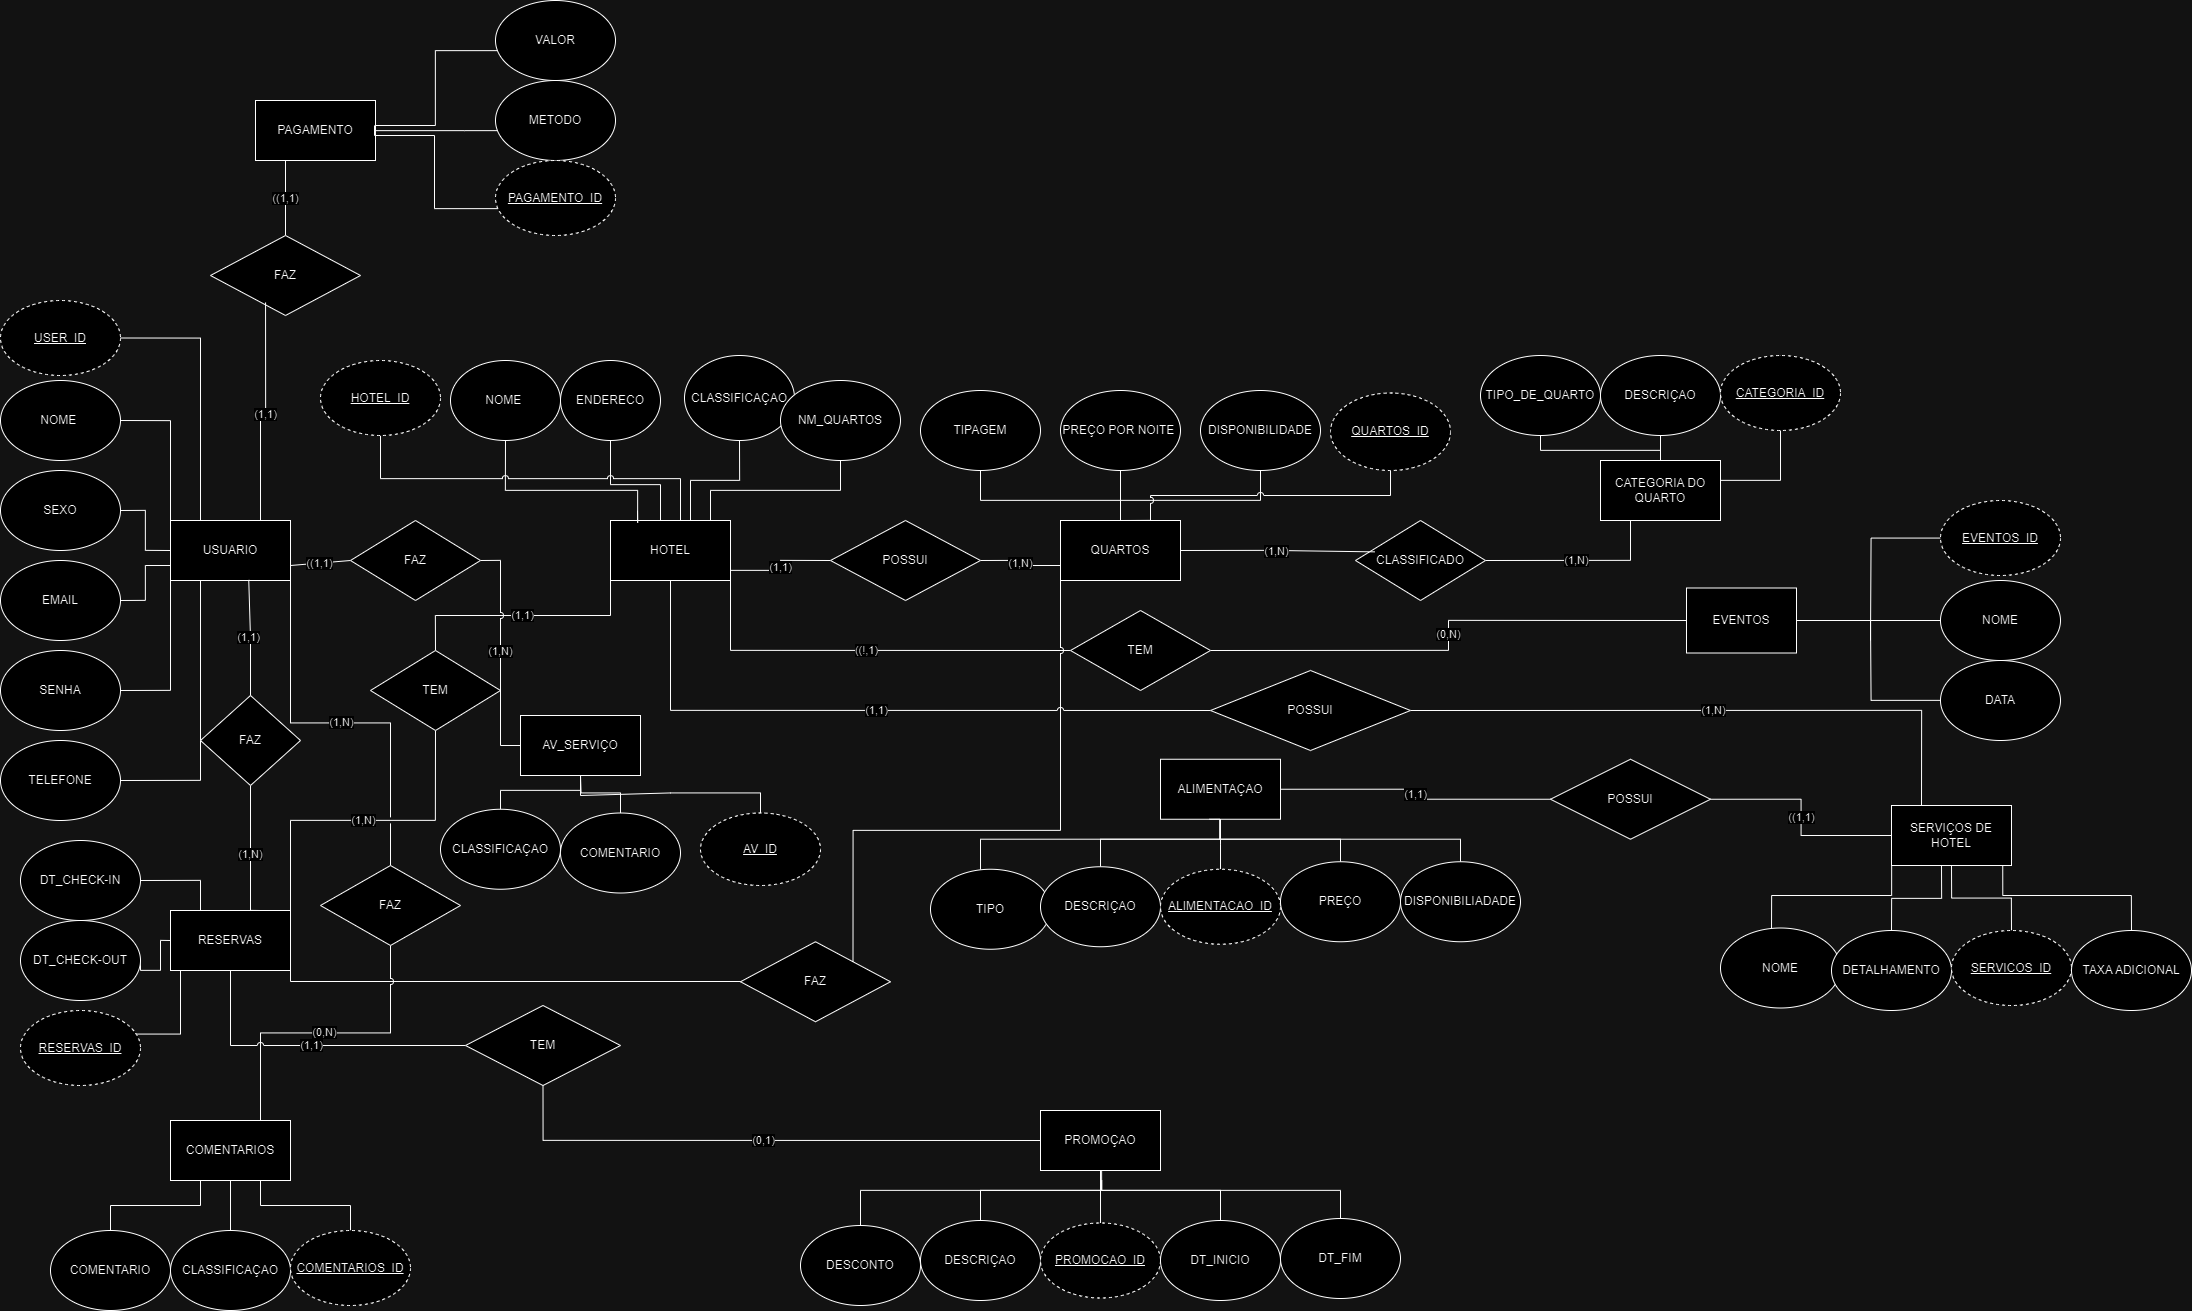 VALOR
PAGAMENTO
METODO
PAGAMENTO_ID
((1,1)
FAZ
USER_ID
(1,1)
NOME
SEXO
USUARIO
EMAIL
SENHA
TELEFONE
HOTEL_ID
NOME
ENDERECO
CLASSIFICAÇAO
NM_QUARTOS
TIPAGEM
PREÇO POR NOITE
DISPONIBILIDADE
QUARTOS_ID
TIPO_DE_QUARTO
DESCRIÇAO
CATEGORIA_ID
CATEGORIA DO
QUARTO
((1,1)
FAZ
HOTEL
(1,1)
POSSUI
(1,N)
QUARTOS
(1,N)
CLASSIFICADO
(1,N)
EVENTOS_ID
EVENTOS
NOME
DATA
(1,1)
(1,1)
(1,N)
((!,1)
TEM
(0,N)
TEM
(1,1)
POSSUI
(1,N)
FAZ
(1,N)
AV_SERVIÇO
ALIMENTAÇAO
(1,1)
POSSUI
((1,1)
SERVIÇOS DE
HOTEL
(1,N)
(1,N)
CLASSIFICAÇAO
COMENTARIO
AV_ID
TIPO
DESCRIÇAO
ALIMENTACAO_ID
PREÇO
DISPONIBILIADADE
DT_CHECK-IN
FAZ
RESERVAS
DT_CHECK-OUT
FAZ
NOME
DETALHAMENTO
SERVICOS_ID
TAXA ADICIONAL
RESERVAS_ID
(0,N)
(1,1)
TEM
COMENTARIOS
(0,1)
PROMOÇAO
COMENTARIO
CLASSIFICAÇAO
COMENTARIOS_ID
DESCONTO
DESCRIÇAO
PROMOCAO_ID
DT_INICIO
DT_FIM